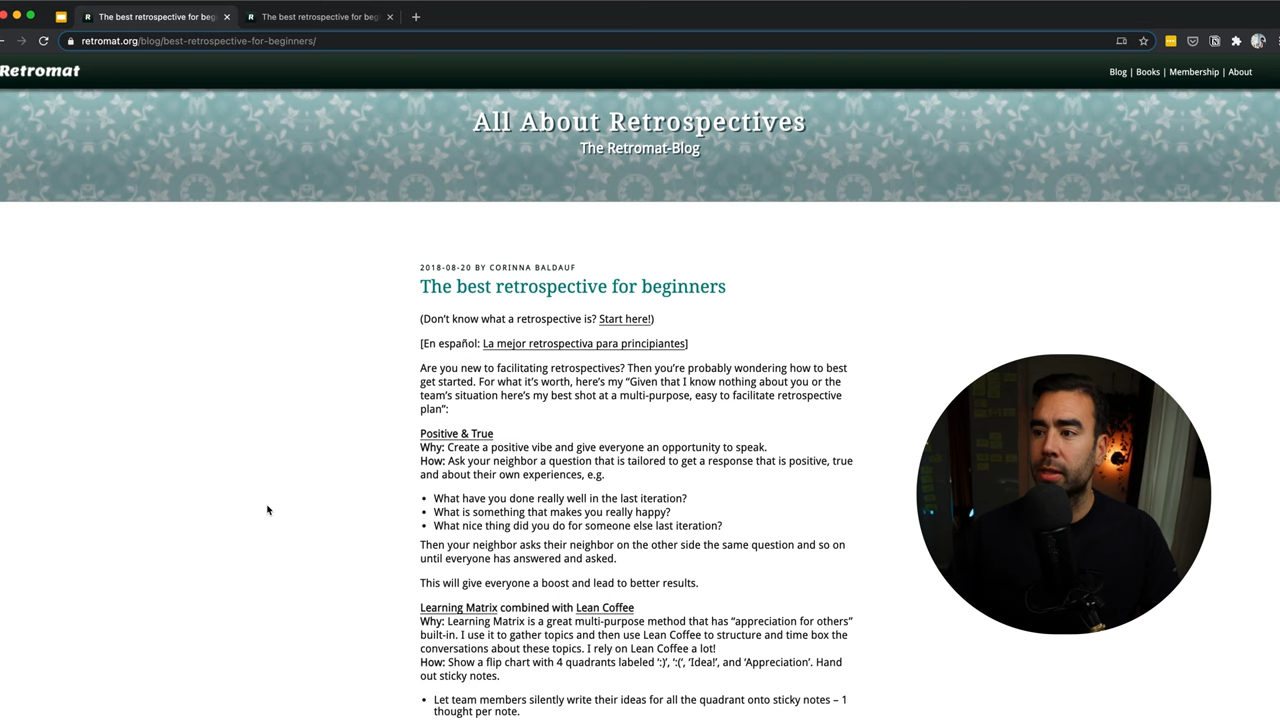 The best retrospective for beg
The best retrospective for beg
retromat.org/blog/best-retrospective-for-beginners/
Retromat
Blog | Books | Membership | About
All About Retrospectives
The Retromat-Blog
2018-08-20 BY CORINNA BALDAUF
The best retrospective for beginners
(Don't know what a retrospective is? Start here!)
[En español: La mejor retrospectiva para principiantes]
Are you new to facilitating retrospectives? Then you're probably wondering how to best
get started. For what it's worth, here's my “Given that I know nothing about you or the
team's situation here's my best shot at a multi-purpose, easy to facilitate retrospective
plan”:
Positive & True
Why: Create a positive vibe and give everyone an opportunity to speak.
How: Ask your neighbor a question that is tailored to get a response that is positive, true
and about their own experiences, e.g.
• What have you done really well in the last iteration?
• What is something that makes you really happy?
• What nice thing did you do for someone else last iteration?
Then your neighbor asks their neighbor on the other side the same question and so on
until everyone has answered and asked.
This will give everyone a boost and lead to better results.
Learning Matrix combined with Lean Coffee
Why: Learning Matrix is a great multi-purpose method that has “appreciation for others”
built-in. I use it to gather topics and then use Lean Coffee to structure and time box the
conversations about these topics. I rely on Lean Coffee a lot!
How: Show a flip chart with 4 quadrants labeled ‘:)’, ‘:(’, ‘Idea!’, and ‘Appreciation’. Hand
out sticky notes.
• Let team members silently write their ideas for all the quadrant onto sticky notes – 1
thought per note.